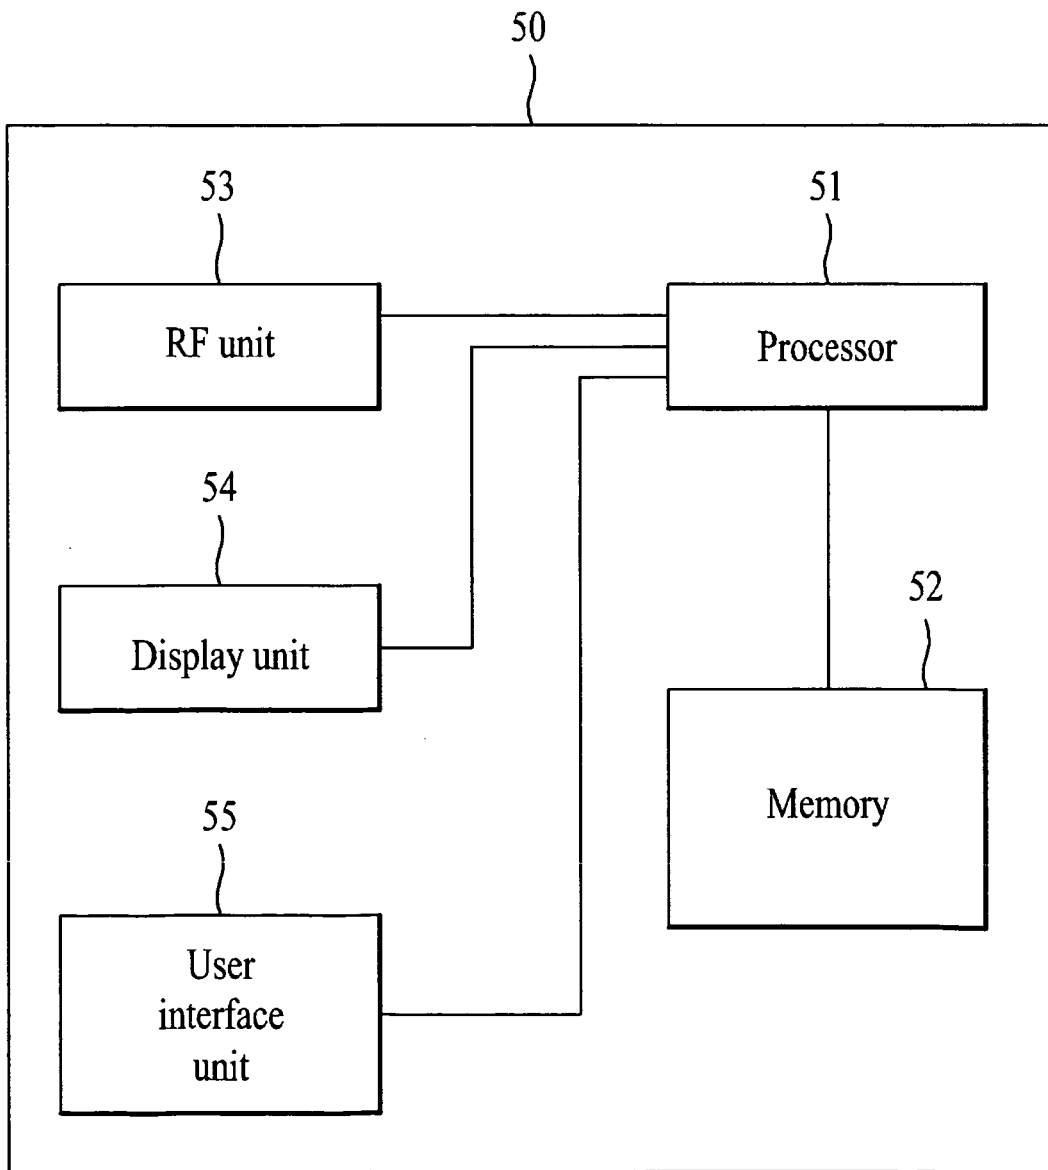 50
53
51
RF unit
Processor
54
Display unit
52
Memory
55
User
interface
unit